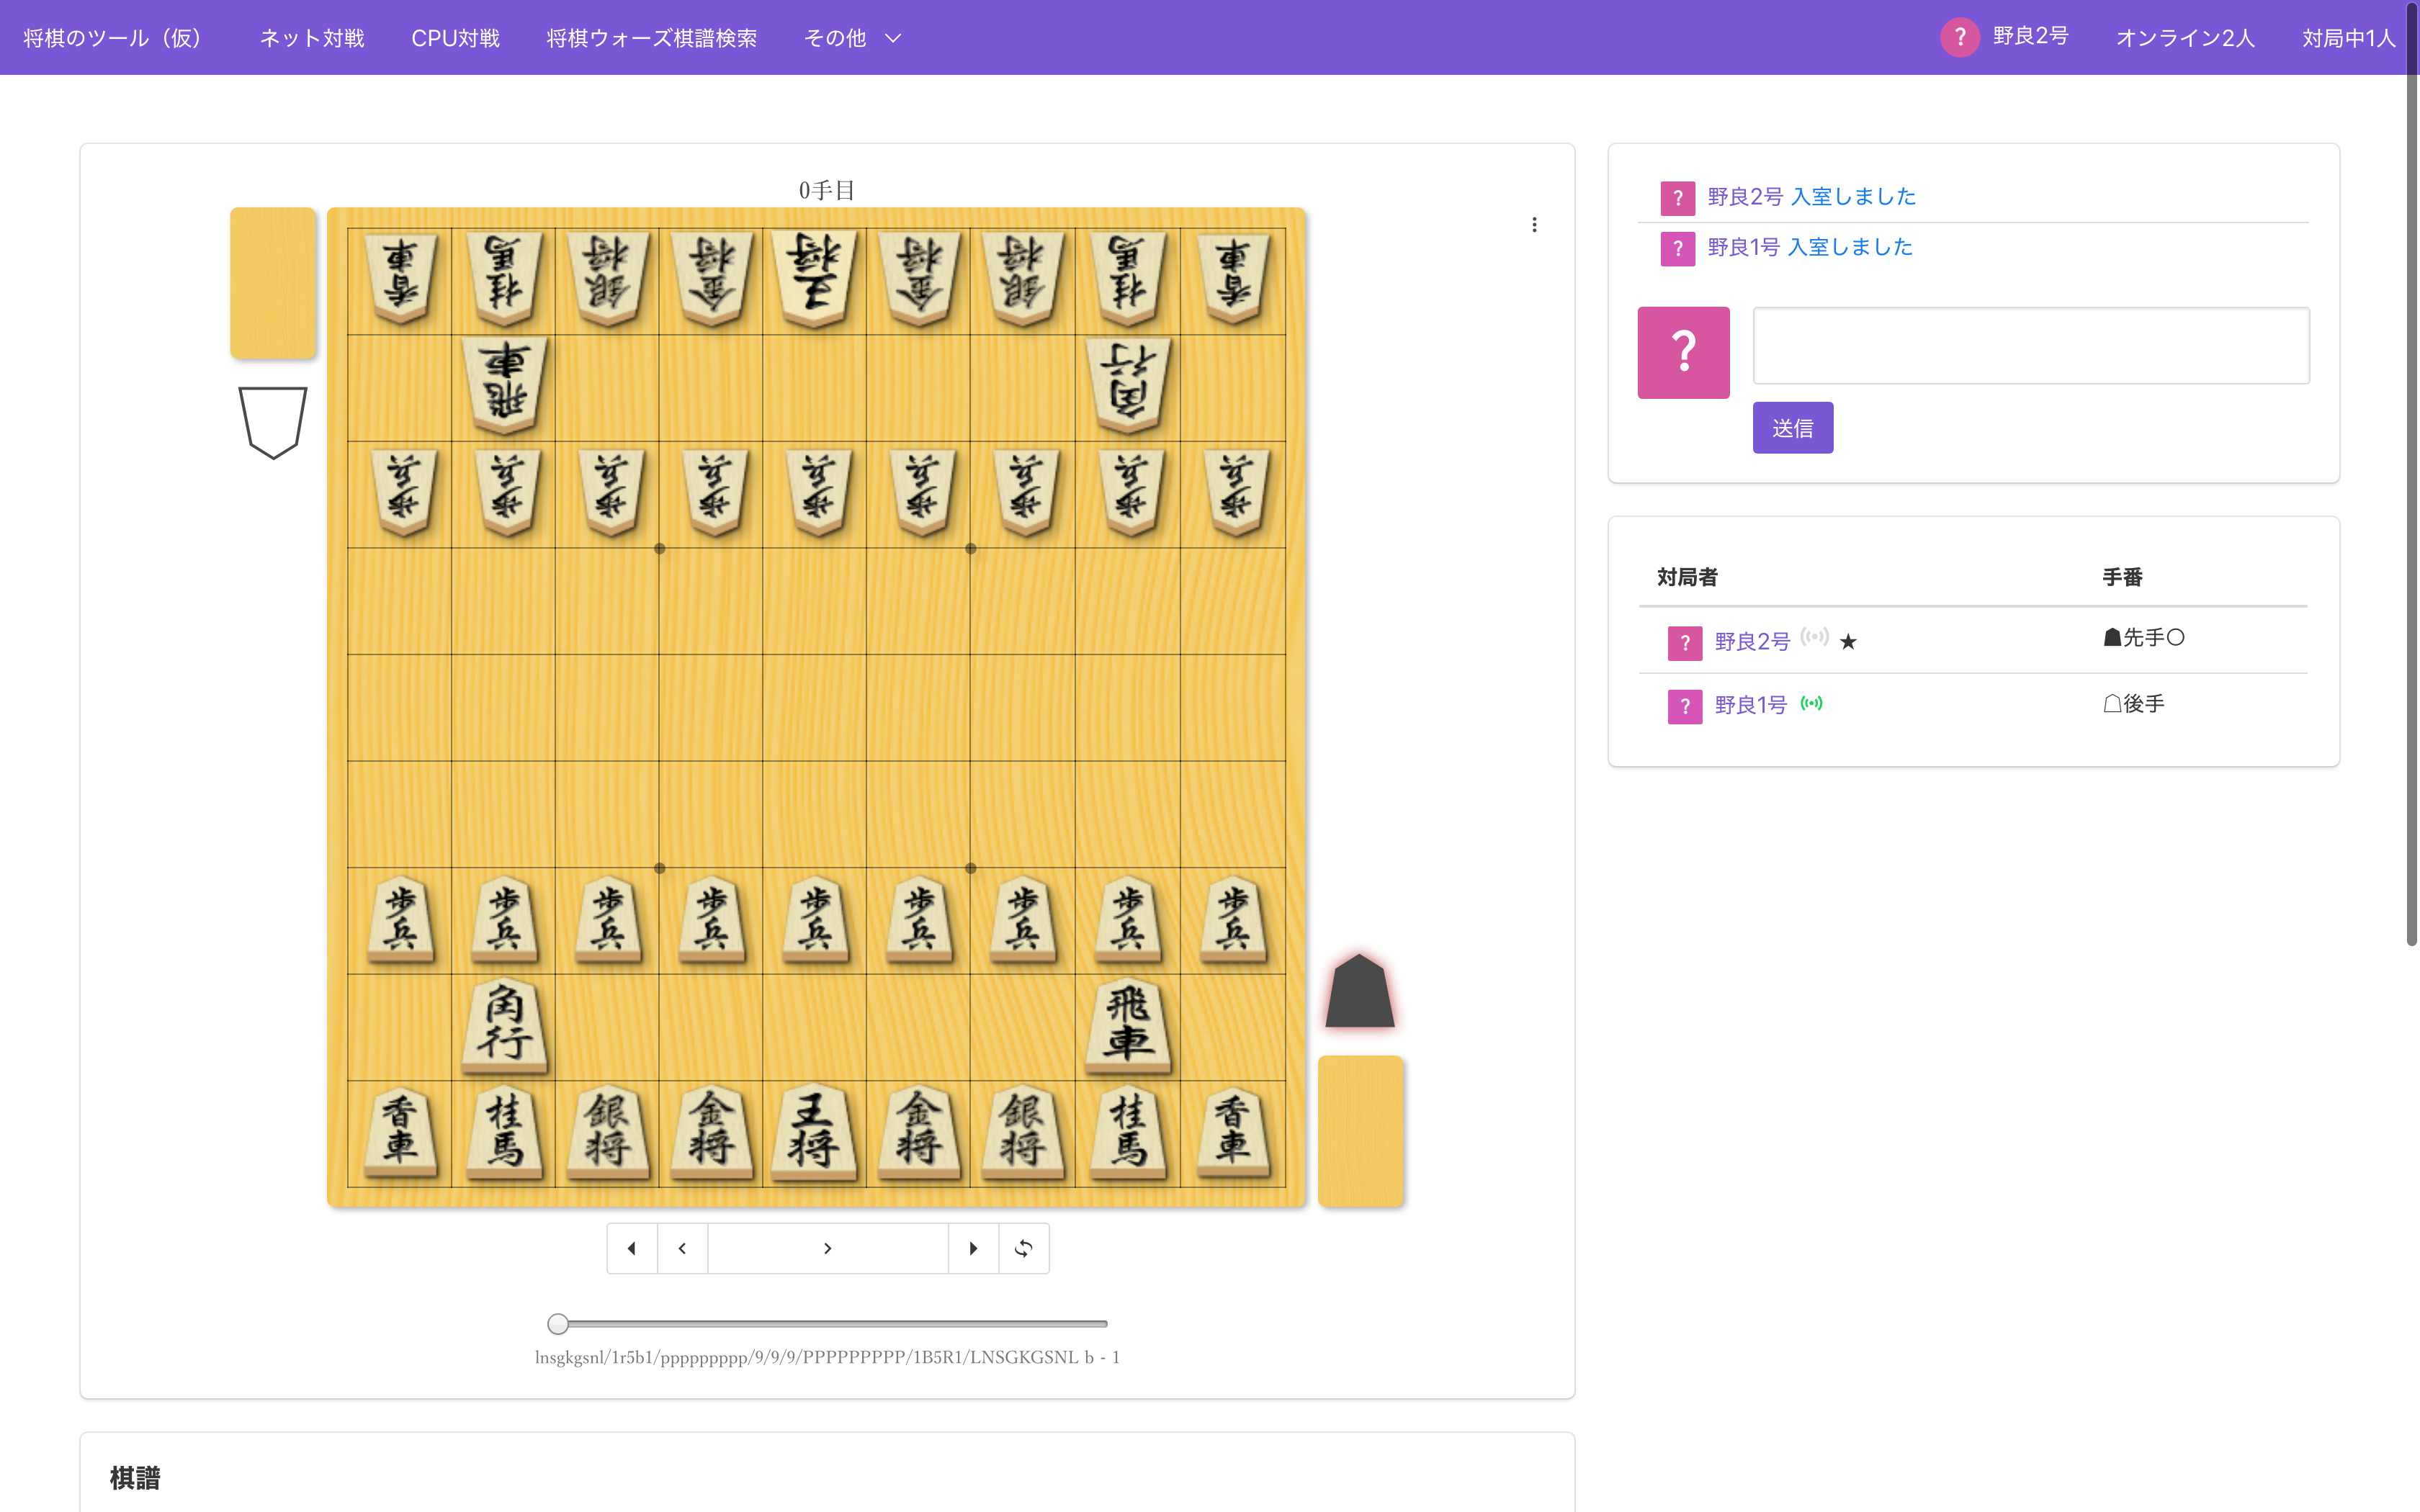 将棋のツール（仮） ネット対戦 CPU対戦 将棋ウォーズ棋譜検索 その他 ? 野良2号 オンライン2人 対局中1人
0手目
香車 桂馬 銀将 金将 王将 金将 銀将 桂馬 香車
飛車 角行
歩兵 歩兵 歩兵 歩兵 歩兵 歩兵 歩兵 歩兵 歩兵
歩兵 歩兵 歩兵 歩兵 歩兵 歩兵 歩兵 歩兵 歩兵
角行 飛車
香車 桂馬 銀将 金将 王将 金将 銀将 桂馬 香車
lnsgkgsnl/1r5b1/ppppppppp/9/9/9/PPPPPPPPP/1B5R1/LNSGKGSNL b - 1
棋譜
? 野良2号 入室しました
? 野良1号 入室しました
?
送信
対局者 手番
? 野良2号 ★ ☗先手○
? 野良1号 ☖後手